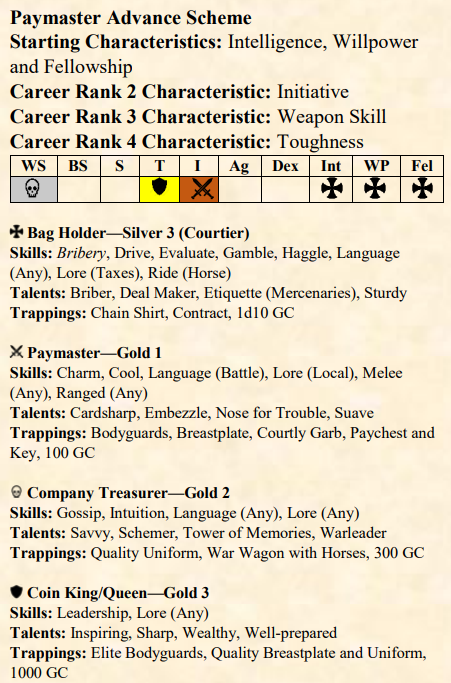 Paymaster Advance Scheme
Starting Characteristics: Intelligence, Willpower
and Fellowship
Career Rank 2 Characteristic: Initiative
Career Rank 3 Characteristic: Weapon Skill
Career Rank 4 Characteristic: Toughness
WS BS S T I Ag Dex Int WP Fel
Bag Holder—Silver 3 (Courtier)
Skills: Bribery, Drive, Evaluate, Gamble, Haggle, Language
(Any), Lore (Taxes), Ride (Horse)
Talents: Briber, Deal Maker, Etiquette (Mercenaries), Sturdy
Trappings: Chain Shirt, Contract, 1d10 GC
Paymaster—Gold 1
Skills: Charm, Cool, Language (Battle), Lore (Local), Melee
(Any), Ranged (Any)
Talents: Cardsharp, Embezzle, Nose for Trouble, Suave
Trappings: Bodyguards, Breastplate, Courtly Garb, Paychest and
Key, 100 GC
Company Treasurer—Gold 2
Skills: Gossip, Intuition, Language (Any), Lore (Any)
Talents: Savvy, Schemer, Tower of Memories, Warleader
Trappings: Quality Uniform, War Wagon with Horses, 300 GC
Coin King/Queen—Gold 3
Skills: Leadership, Lore (Any)
Talents: Inspiring, Sharp, Wealthy, Well-prepared
Trappings: Elite Bodyguards, Quality Breastplate and Uniform,
1000 GC